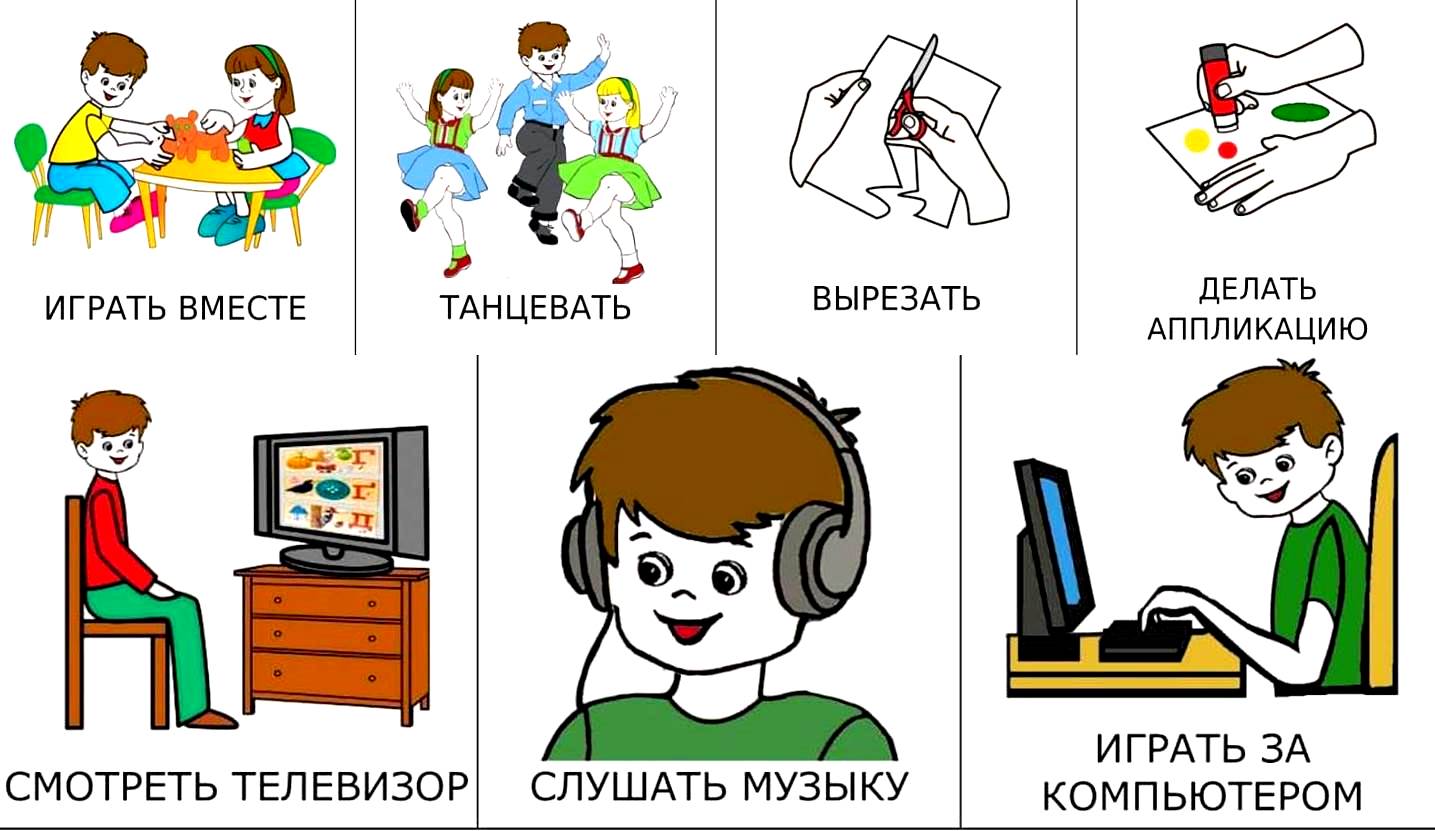 ИГРАТЬ ВМЕСТЕ
ТАНЦЕВАТЬ
ВЫРЕЗАТЬ
ДЕЛАТЬ
АППЛИКАЦИЮ
Г
Г
Д
СМОТРЕТЬ ТЕЛЕВИЗОР
СЛУШАТЬ МУЗЫКУ
ИГРАТЬ ЗА
КОМПЬЮТЕРОМ